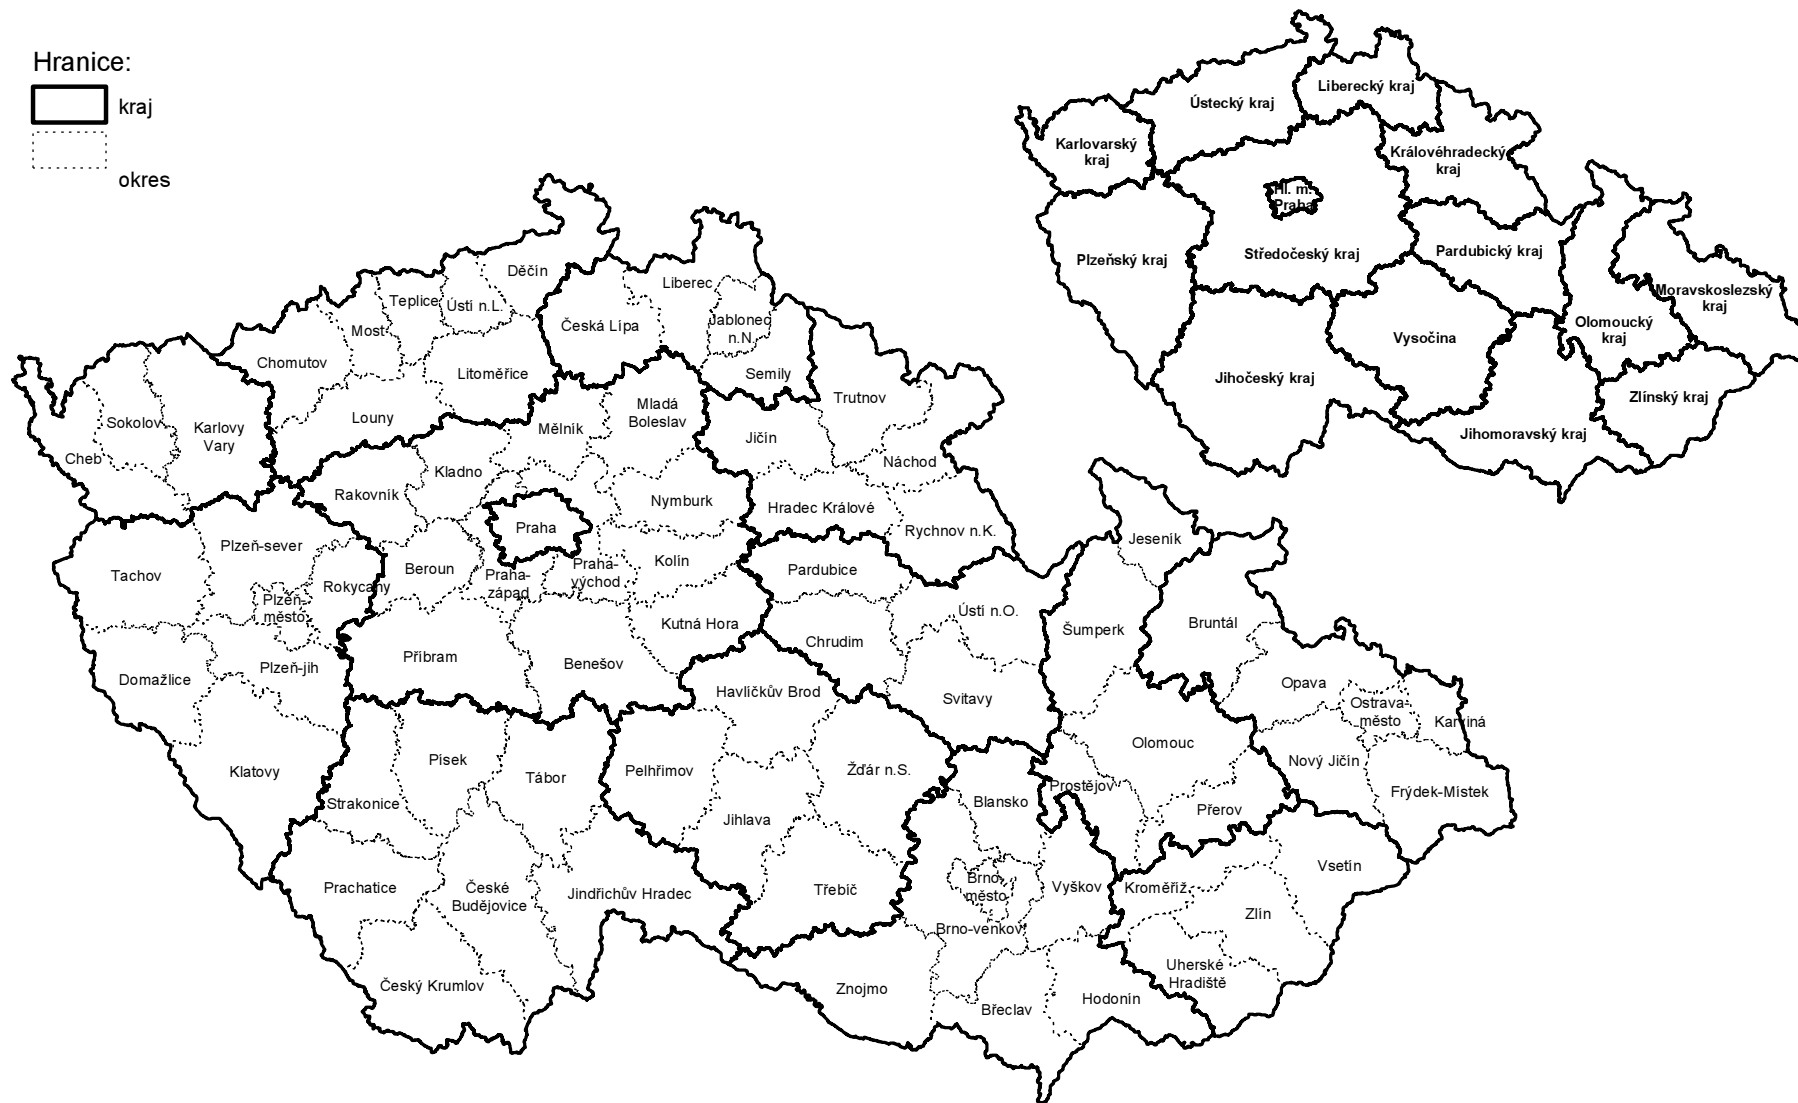 Hranice:
kraj
okres
Ústecký kraj
Liberecký kraj
Karlovarský
kraj
Královéhradecký
kraj
Hl. m.
Praha
Plzeňský kraj
Středočeský kraj
Pardubický kraj
Moravskoslezský
kraj
Olomoucký
kraj
Vysočina
Jihočeský kraj
Zlínský kraj
Jihomoravský kraj
Děčín
Teplice
Ústí n.L.
Liberec
Most
Česká Lípa
Jablonec
n.N.
Chomutov
Litoměřice
Semily
Trutnov
Louny
Sokolov
Karlovy
Vary
Mladá
Boleslav
Mělník
Jičín
Cheb
Kladno
Náchod
Rakovník
Nymburk
Hradec Králové
Praha
Rychnov n.K.
Jeseník
Plzeň-sever
Tachov
Rokycany
Beroun
Praha-
západ
Praha-
východ
Kolín
Pardubice
Plzeň-
město
Ústí n.O.
Kutná Hora
Šumperk
Bruntál
Chrudim
Příbram
Benešov
Plzeň-jih
Domažlice
Havlíčkův Brod
Svitavy
Opava
Ostrava-
město
Karviná
Olomouc
Klatovy
Písek
Tábor
Pelhřimov
Žďár n.S.
Nový Jičín
Prostějov
Frýdek-Místek
Strakonice
Blansko
Přerov
Jihlava
Vsetín
Prachatice
České
Budějovice
Jindřichův Hradec
Třebíč
Brno-
město
Vyškov
Kroměříž
Zlín
Brno-venkov
Uherské
Hradiště
Český Krumlov
Znojmo
Břeclav
Hodonín